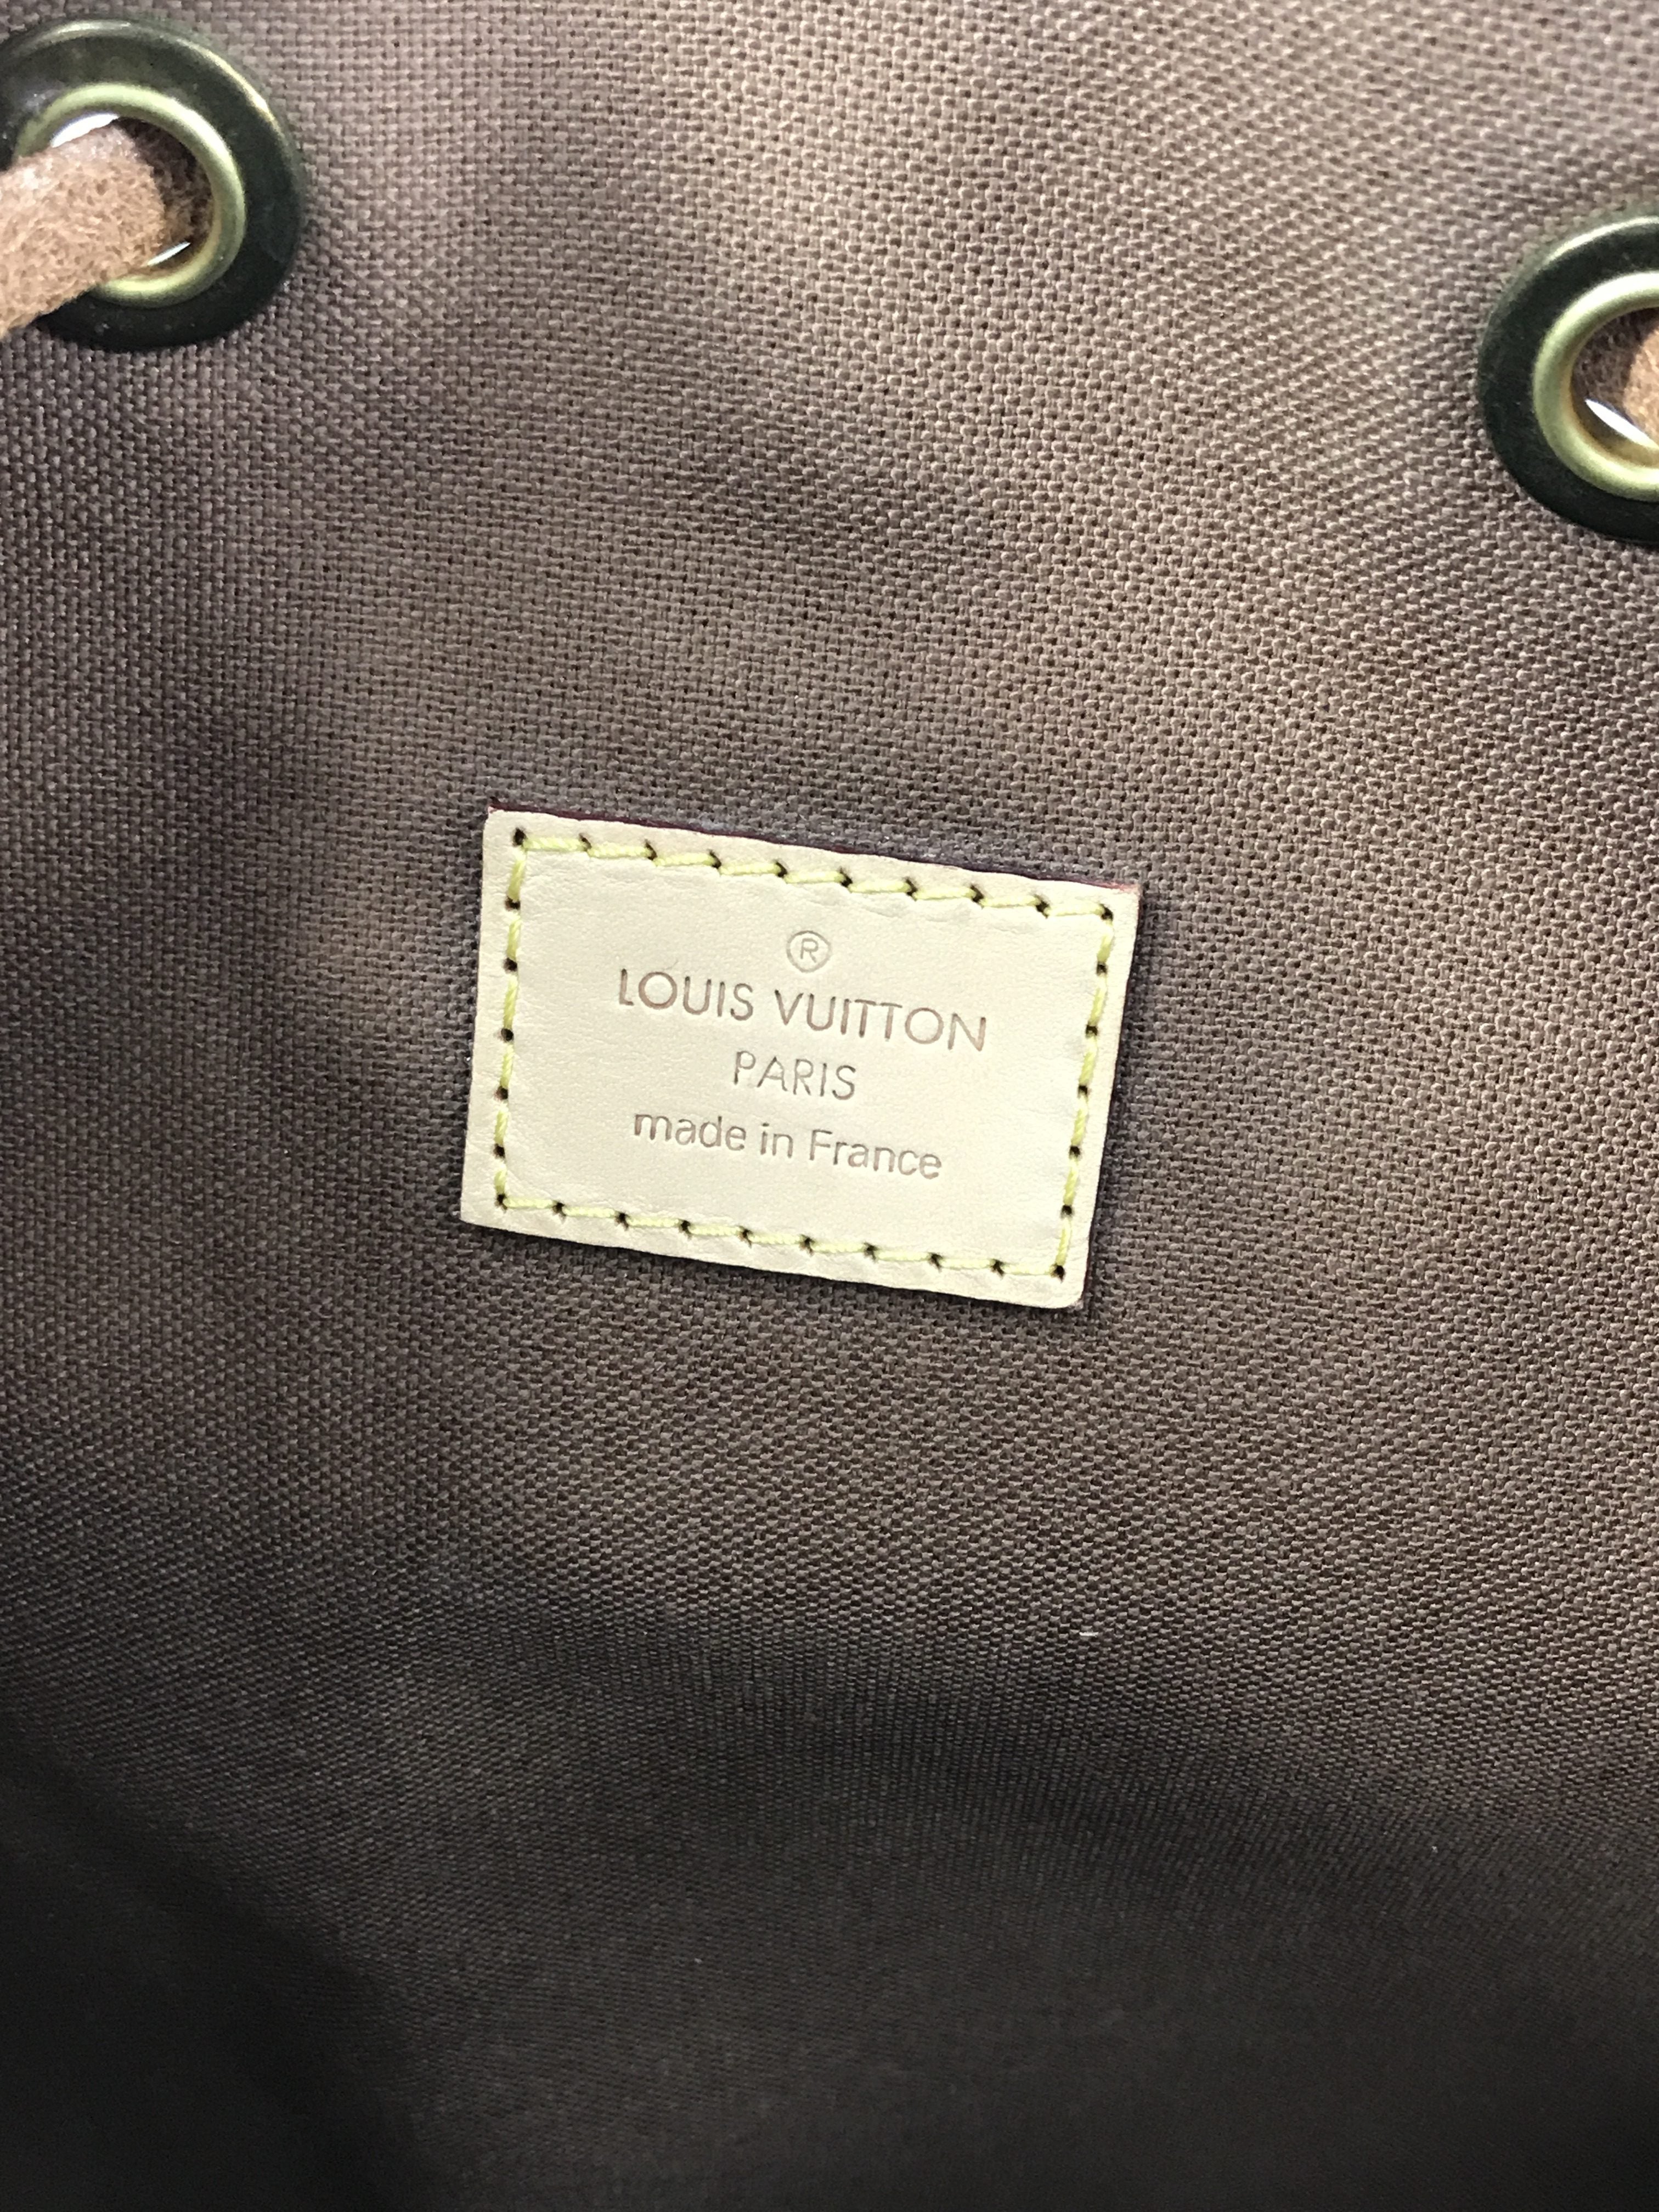 ®
LOUIS VUITTON
PARIS
made in France